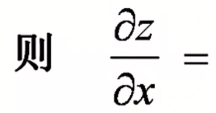 则 ∂z/∂x =